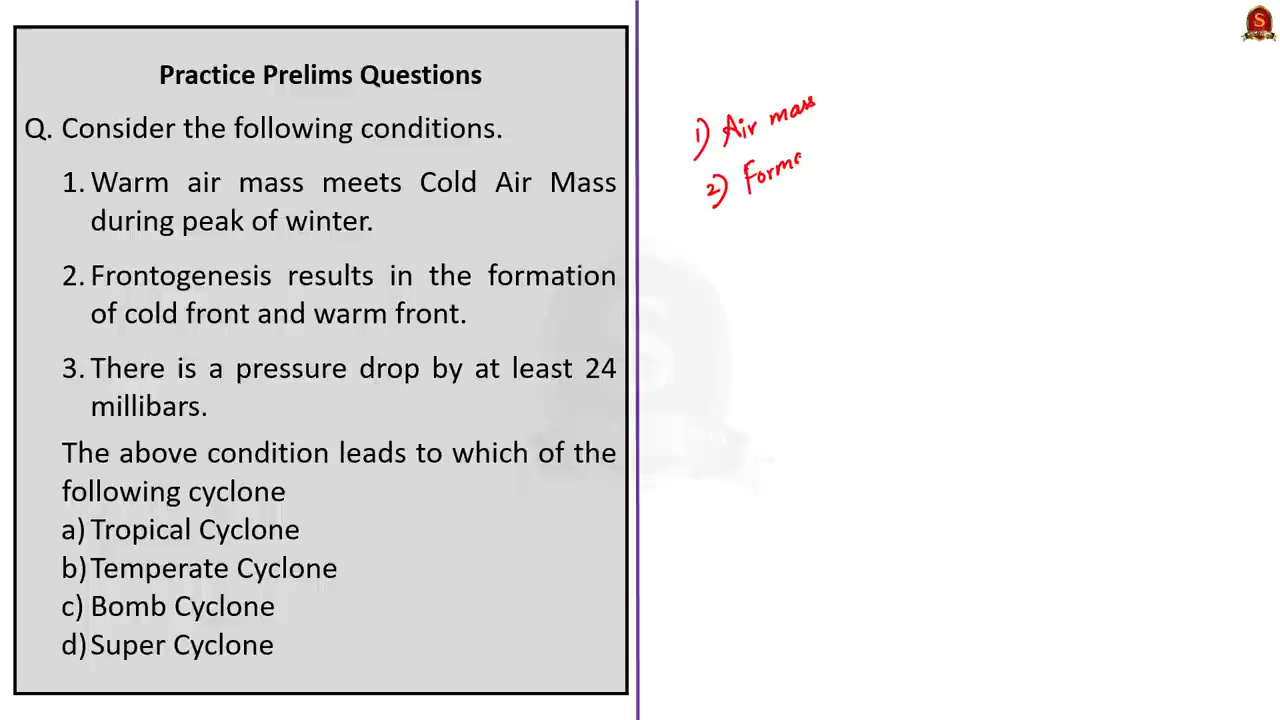 Practice Prelims Questions
Q. Consider the following conditions.
1. Warm air mass meets Cold Air Mass
during peak of winter.
2. Frontogenesis results in the formation
of cold front and warm front.
3. There is a pressure drop by at least 24
millibars.
The above condition leads to which of the
following cyclone
a) Tropical Cyclone
b) Temperate Cyclone
c) Bomb Cyclone
d) Super Cyclone
1) Air mass
2) Forma
S